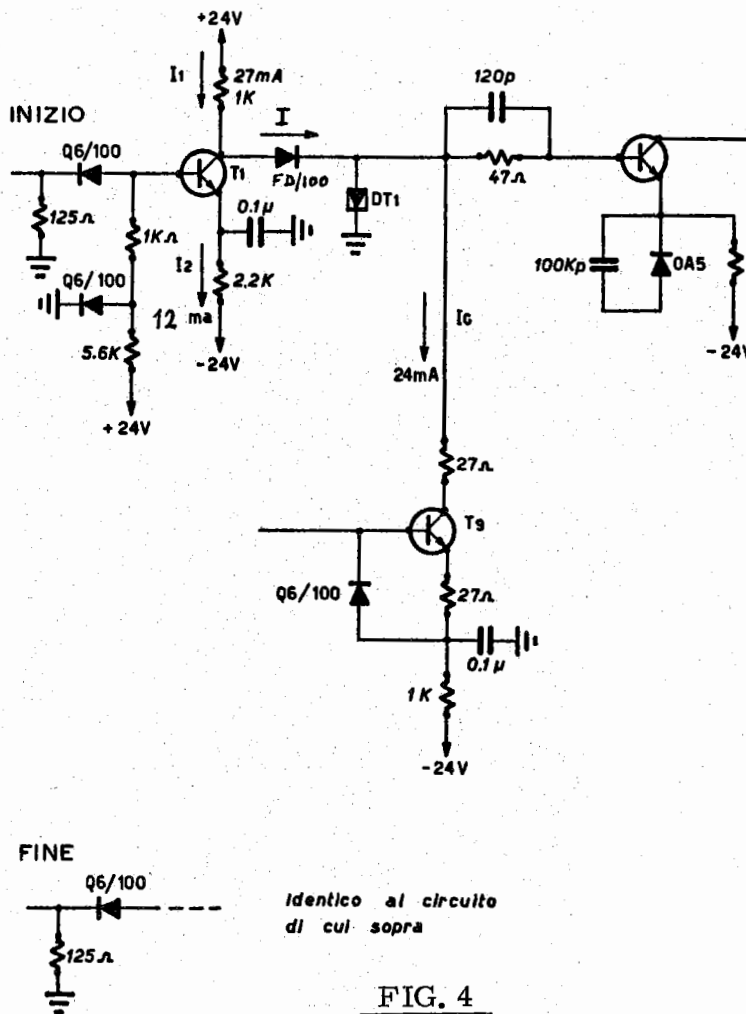 +24V
I1
27mA
1K
120p
INIZIO
I
Q6/100
T1
FD/100
47Ω
125Ω
DT1
0.1µ
1KΩ
100Kp
OA5
Q6/100
I2
2,2K
12 ma
IG
5.6K
-24V
24mA
-24V
+24V
27Ω
T9
Q6/100
27Ω
0.1µ
1K
-24V
FINE
Q6/100
identico al circuito
di cui sopra
125Ω
FIG. 4